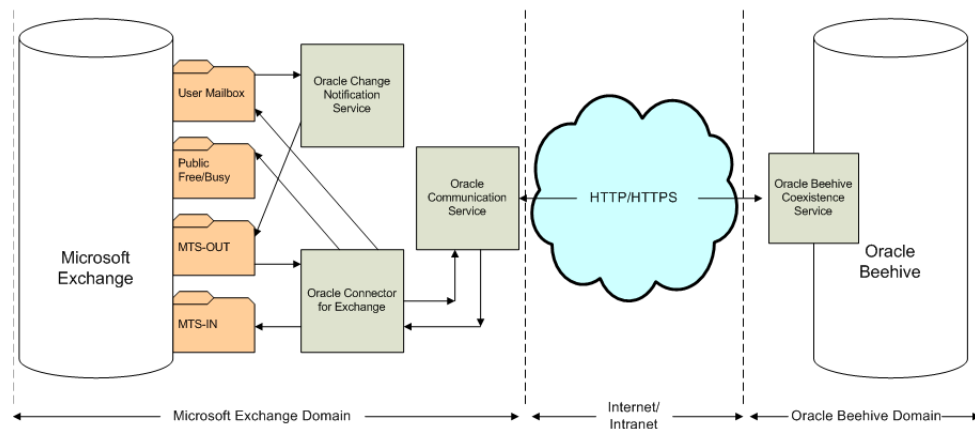 User Mailbox
Oracle Change
Notification
Service
Public
Free/Busy
Oracle
Communication
Service
HTTP/HTTPS
Oracle Beehive
Coexistence
Service
MTS-OUT
Microsoft
Exchange
Oracle
Beehive
Oracle Connector
for Exchange
MTS-IN
Microsoft Exchange Domain
Internet/
Intranet
Oracle Beehive Domain